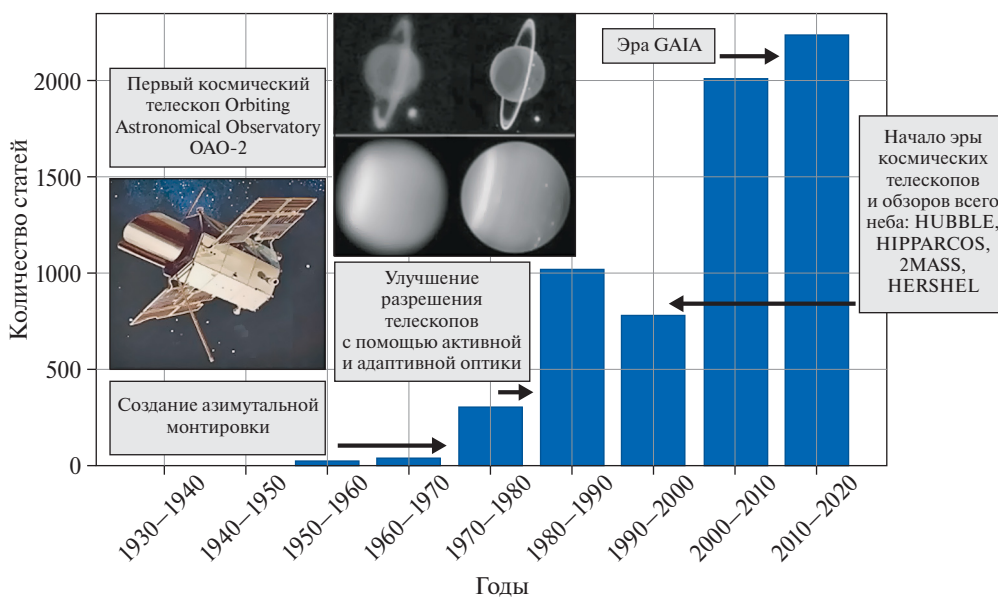 Эра GAIA
Первый космический
телескоп Orbiting
Astronomical Observatory
OAO-2
Начало эры
космических
телескопов
и обзоров всего
неба: HUBBLE,
HIPPARCOS,
2MASS,
HERSHEL
Улучшение
разрешения
телескопов
с помощью активной
и адаптивной оптики
Создание азимутальной
монтировки
Количество статей
2000
1500
1000
500
0
1930–1940
1940–1950
1950–1960
1960–1970
1970–1980
1980–1990
1990–2000
2000–2010
2010–2020
Годы